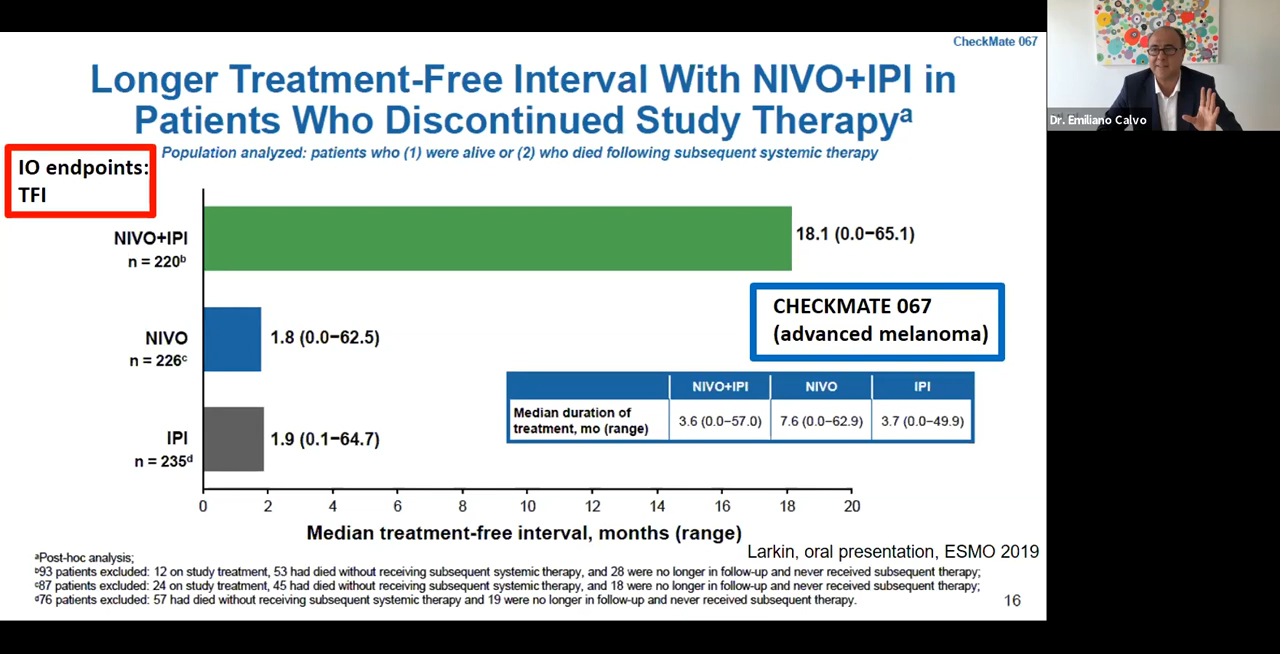 CheckMate 067
Longer Treatment-Free Interval With NIVO+IPI in
Patients Who Discontinued Study Therapyª
Population analyzed: patients who (1) were alive or (2) who died following subsequent systemic therapy
IO endpoints:
TFI
NIVO+IPI
n = 220ᵇ
18.1 (0.0−65.1)
NIVO
n = 226ᶜ
1.8 (0.0−62.5)
IPI
n = 235ᵈ
1.9 (0.1−64.7)
CHECKMATE 067
(advanced melanoma)
NIVO+IPI NIVO IPI
Median duration of
treatment, mo (range)
3.6 (0.0−57.0) 7.6 (0.0−62.9) 3.7 (0.0−49.9)
0 2 4 6 8 10 12 14 16 18 20
Median treatment-free interval, months (range)
Larkin, oral presentation, ESMO 2019
ªPost-hoc analysis;
ᵇ93 patients excluded: 12 on study treatment, 53 had died without receiving subsequent systemic therapy, and 28 were no longer in follow-up and never received subsequent therapy;
ᶜ87 patients excluded: 24 on study treatment, 45 had died without receiving subsequent systemic therapy, and 18 were no longer in follow-up and never received subsequent therapy;
ᵈ76 patients excluded: 57 had died without receiving subsequent systemic therapy and 19 were no longer in follow-up and never received subsequent therapy.
16
Dr. Emiliano Calvo